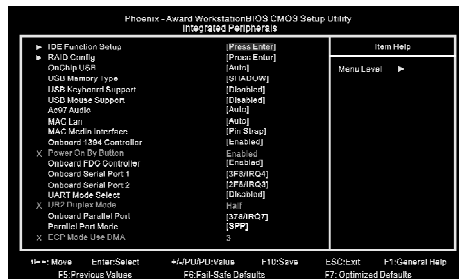 Phoenix - Award WorkstationBIOS CMOS Setup Utility
Integrated Peripherals
► IDE Function Setup [Press Enter]
► RAID Config [Press Enter]
OnChip USB [Auto]
USB Memory Type [SHADOW]
USB Keyboard Support [Disabled]
USB Mouse Support [Disabled]
Ac97 Audio [Auto]
MAC Lan [Auto]
MAC Media Interface [Pin Strap]
Onboard 1394 Controller [Enabled]
X Power On By Button Enabled
Onboard FDC Controller [Enabled]
Onboard Serial Port 1 [3F8/IRQ4]
Onboard Serial Port 2 [2F8/IRQ3]
UART Mode Select [Disabled]
X UR2 Duplex Mode Half
Onboard Parallel Port [378/IRQ7]
Parallel Port Mode [SPP]
X ECP Mode Use DMA 3
Item Help
Menu Level ►
↑↓←→: Move Enter:Select +/-/PU/PD:Value F10:Save ESC:Exit F1:General Help
F5:Previous Values F6:Fail-Safe Defaults F7: Optimized Defaults